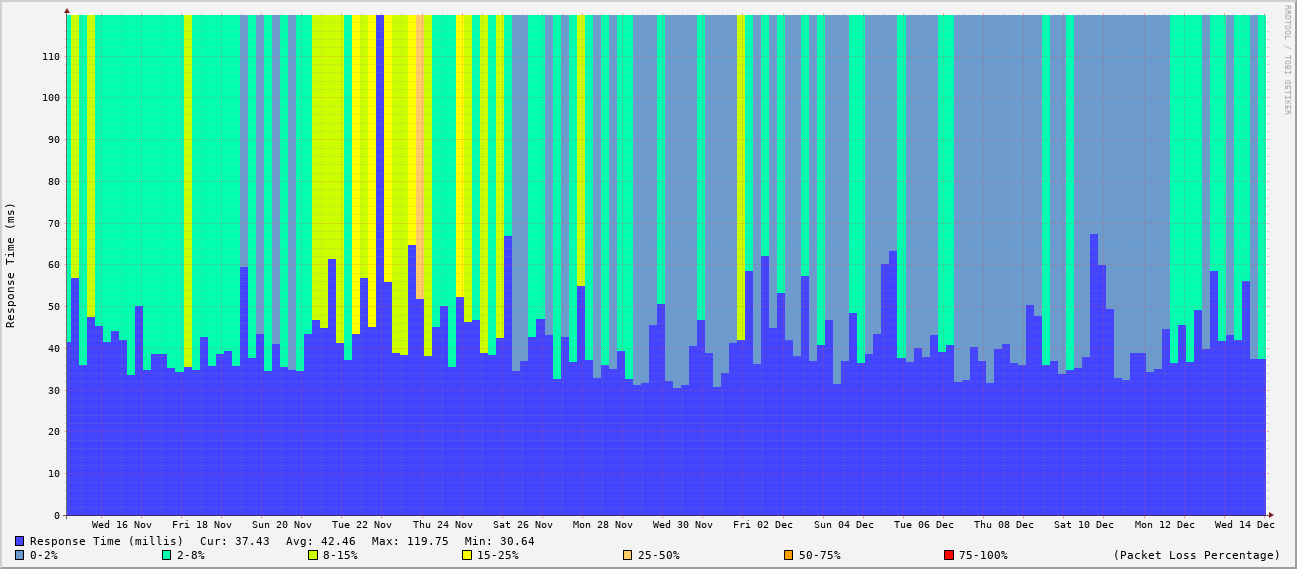 RRDTOOL / TOBI OETIKER
Response Time (ms)
110
100
90
80
70
60
50
40
30
20
10
0
Wed 16 Nov Fri 18 Nov Sun 20 Nov Tue 22 Nov Thu 24 Nov Sat 26 Nov Mon 28 Nov Wed 30 Nov Fri 02 Dec Sun 04 Dec Tue 06 Dec Thu 08 Dec Sat 10 Dec Mon 12 Dec Wed 14 Dec
Response Time (millis) Cur: 37.43 Avg: 42.46 Max: 119.75 Min: 30.64
0-2% 2-8% 8-15% 15-25% 25-50% 50-75% 75-100% (Packet Loss Percentage)